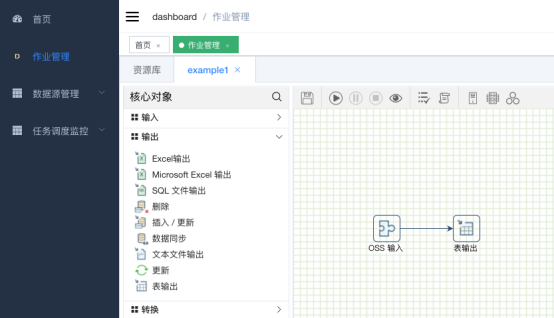 首页
作业管理
数据源管理
任务调度监控
dashboard / 作业管理
首页 ×
作业管理 ×
资源库
example1 ×
核心对象
输入
输出
Excel输出
Microsoft Excel 输出
SQL 文件输出
删除
插入 / 更新
数据同步
文本文件输出
更新
表输出
转换
OSS 输入
表输出